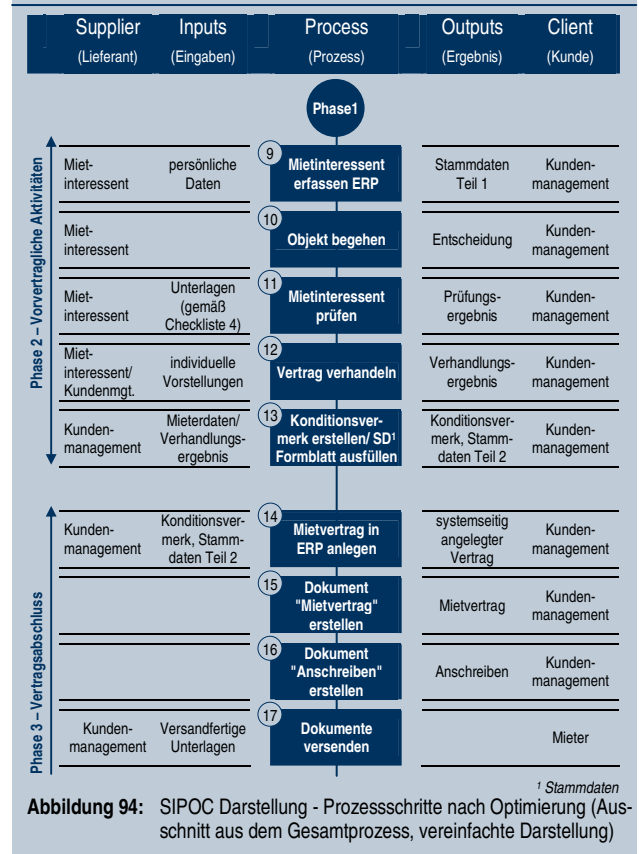 Supplier Inputs Process Outputs Client
(Lieferant) (Eingaben) (Prozess) (Ergebnis) (Kunde)
Phase1
Phase 2 – Vorvertragliche Aktivitäten
9
Miet-
interessent
persönliche
Daten
Mietinteressent
erfassen ERP
Stammdaten
Teil 1
Kunden-
management
10
Miet-
interessent
Objekt begehen
Entscheidung
Kunden-
management
11
Miet-
interessent
Unterlagen
(gemäß
Checkliste 4)
Mietinteressent
prüfen
Prüfungs-
ergebnis
Kunden-
management
12
Miet-
interessent/
Kundenmgt.
individuelle
Vorstellungen
Vertrag verhandeln
Verhandlungs-
ergebnis
Kunden-
management
13
Kunden-
management
Mieterdaten/
Verhandlungs-
ergebnis
Konditionsver-
merk erstellen/ SD¹
Formblatt ausfüllen
Konditionsver-
merk, Stamm-
daten Teil 2
Kunden-
management
Phase 3 – Vertragsabschluss
14
Kunden-
management
Konditionsver-
merk, Stamm-
daten Teil 2
Mietvertrag in
ERP anlegen
systemseitig
angelegter
Vertrag
Kunden-
management
15
Dokument
"Mietvertrag"
erstellen
Mietvertrag
Kunden-
management
16
Dokument
"Anschreiben"
erstellen
Anschreiben
Kunden-
management
17
Kunden-
management
Versandfertige
Unterlagen
Dokumente
versenden
Mieter
¹ Stammdaten
Abbildung 94: SIPOC Darstellung - Prozessschritte nach Optimierung (Aus-
schnitt aus dem Gesamtprozess, vereinfachte Darstellung)